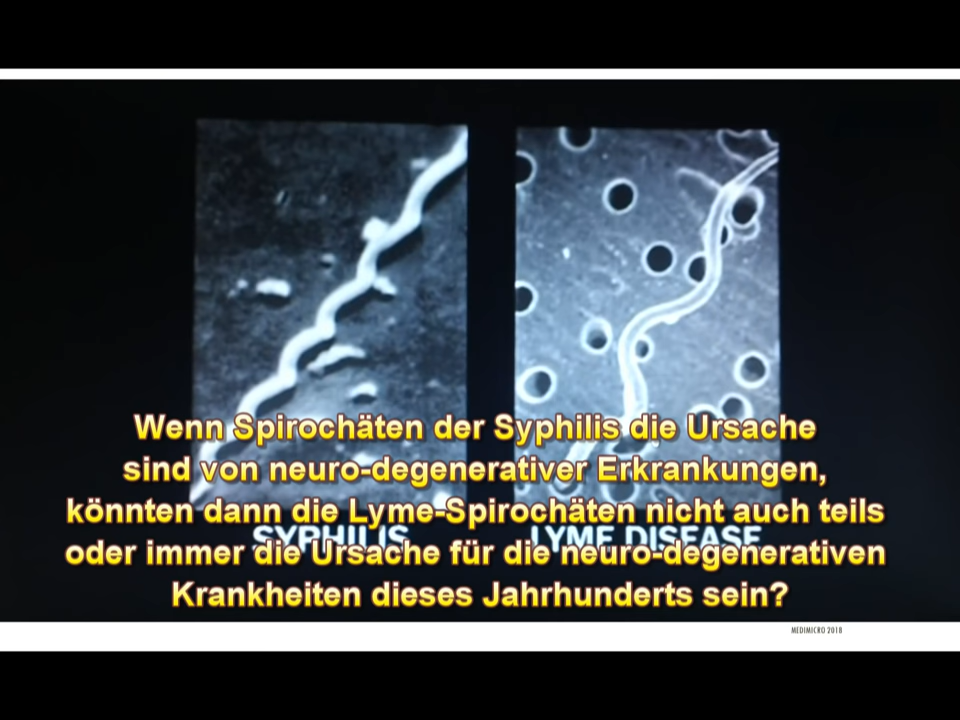 Wenn Spirochäten der Syphilis die Ursache
sind von neuro-degenerativer Erkrankungen,
könnten dann die Lyme-Spirochäten nicht auch teils
SYPHILIS LYME DISEASE
oder immer die Ursache für die neuro-degenerativen
Krankheiten dieses Jahrhunderts sein?
MEDIMICRO 2018